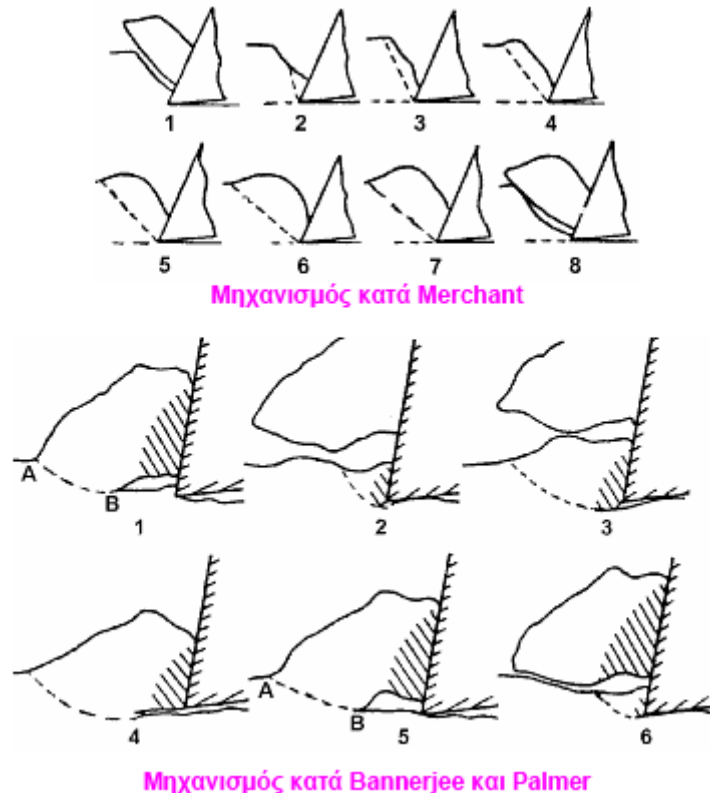 1 2 3 4
5 6 7 8
Μηχανισμός κατά Merchant
A B 1 2 3
4 A B 5 6
Μηχανισμός κατά Bannerjee και Palmer